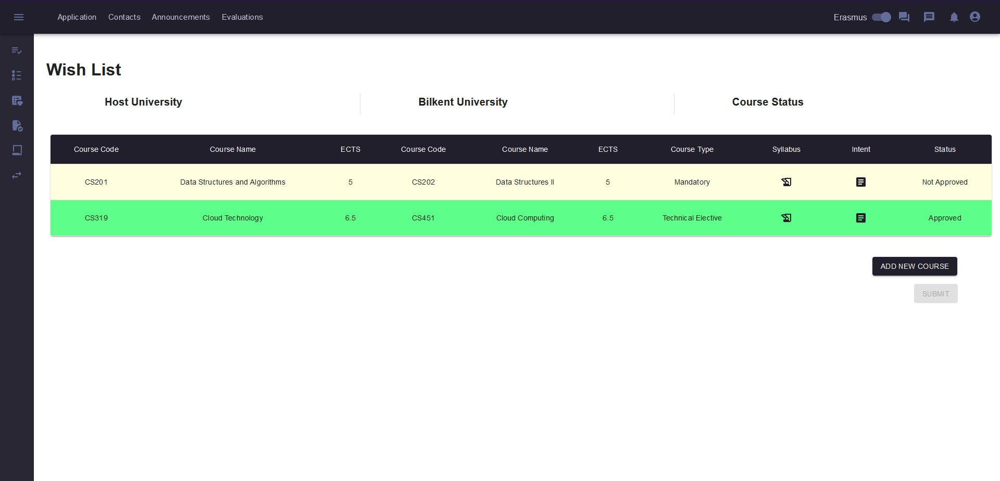 Application Contacts Announcements Evaluations Erasmus
Wish List
Host University Bilkent University Course Status
Course Code Course Name ECTS Course Code Course Name ECTS Course Type Syllabus Intent Status
CS201 Data Structures and Algorithms 5 CS202 Data Structures II 5 Mandatory Not Approved
CS319 Cloud Technology 6.5 CS451 Cloud Computing 6.5 Technical Elective Approved
ADD NEW COURSE
SUBMIT